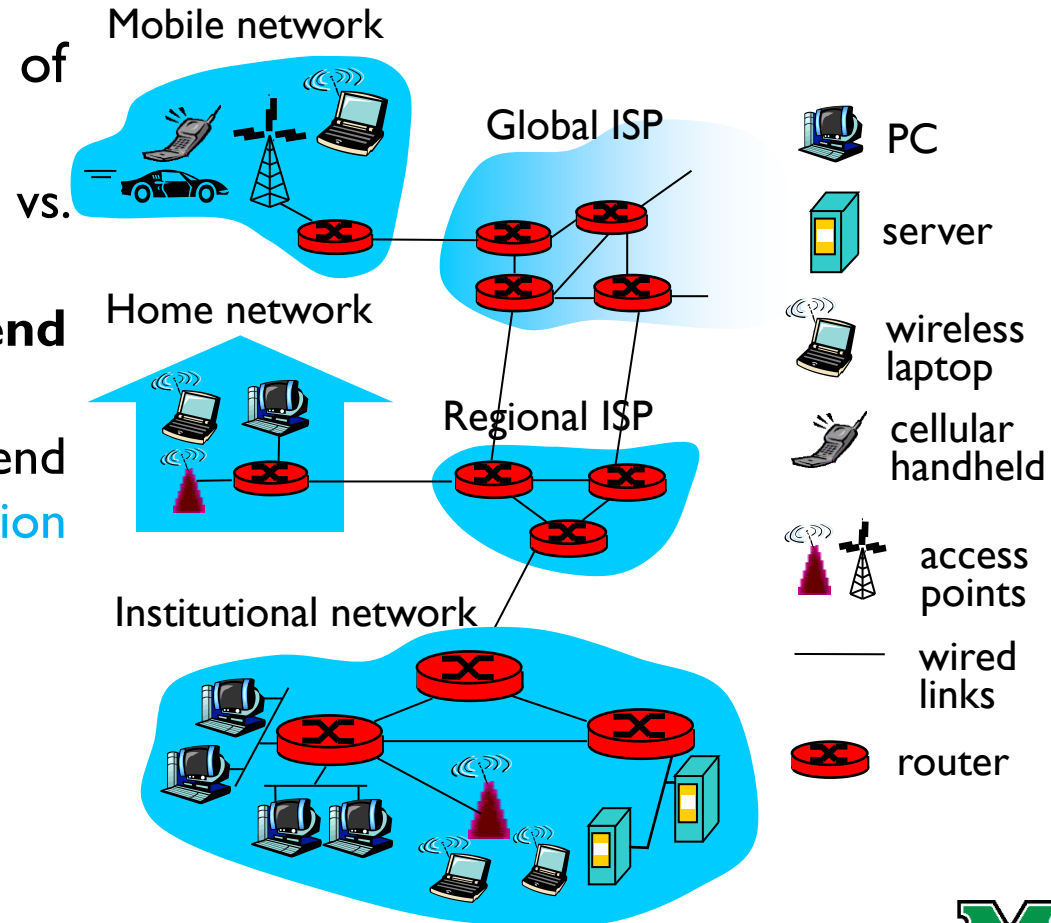 Mobile network
of
Global ISP
PC
vs.
server
Home network
end
wireless
laptop
Regional ISP
cellular
handheld
end
ion
access
points
Institutional network
wired
links
router